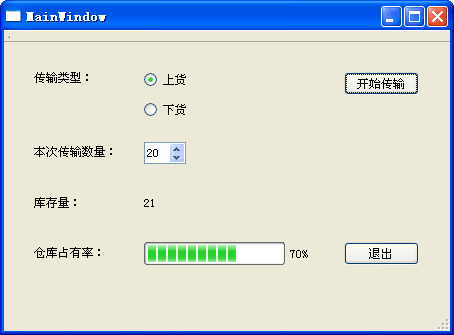 MainWindow
传输类型：
上货
开始传输
下货
本次传输数量：
20
库存量：
21
仓库占有率：
70%
退出